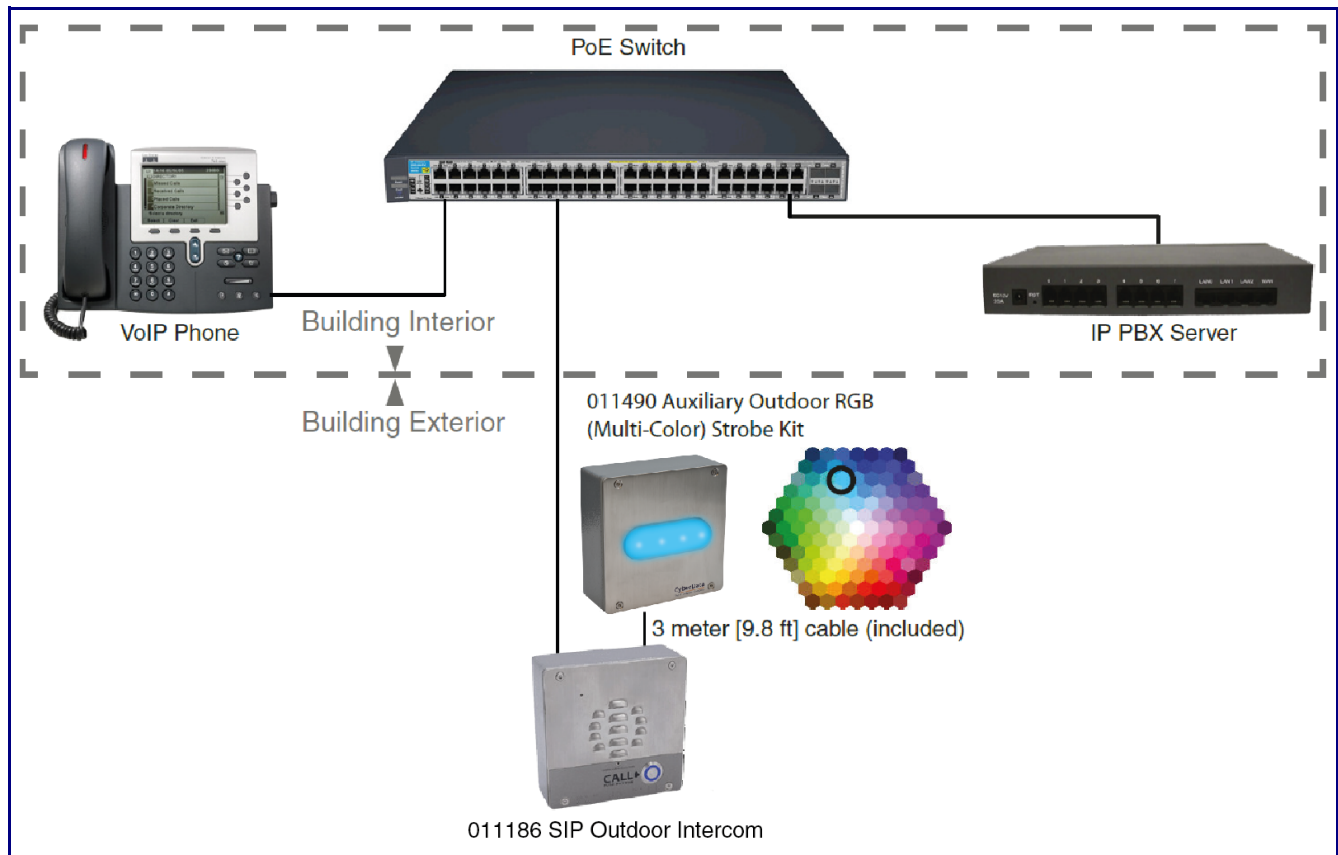 PoE Switch
VoIP Phone
Building Interior
IP PBX Server
Building Exterior
011490 Auxiliary Outdoor RGB
(Multi-Color) Strobe Kit
CyberData
3 meter [9.8 ft] cable (included)
CALL
011186 SIP Outdoor Intercom